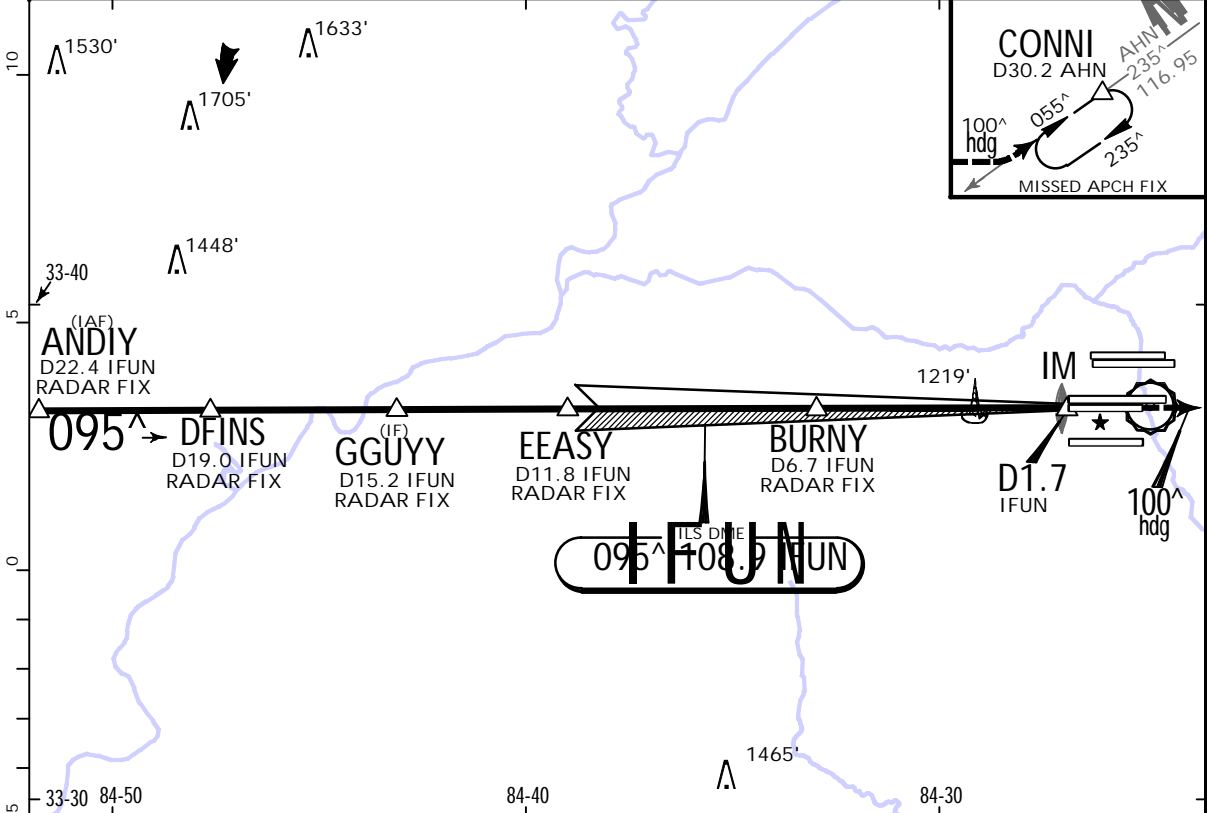 1530'
1633'
1705'
10
CONNI
D30.2 AHN
AHN
235^
116.95
055^
100^
hdg
235^
MISSED APCH FIX
1448'
33-40
5
(IAF)
ANDIY
D22.4 IFUN
RADAR FIX
095^
DFINS
D19.0 IFUN
RADAR FIX
(IF)
GGUYY
D15.2 IFUN
RADAR FIX
EEASY
D11.8 IFUN
RADAR FIX
BURNY
D6.7 IFUN
RADAR FIX
1219'
IM
D1.7
IFUN
100^
hdg
ILS DME
095^ 108.9 IFUN
I F U N
0
1465'
5
33-30
84-50
84-40
84-30